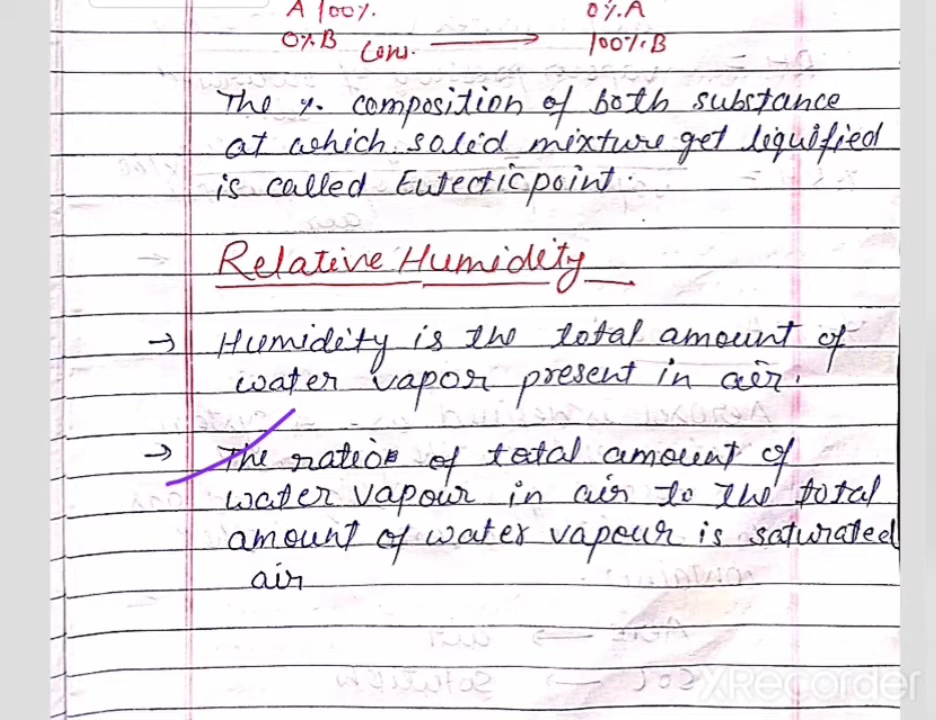 A 100%.
0%.A
0%B Conc. → 100%.B
The %. composition of both substance
at which solid mixture get liquified
is called Eutectic point.
Relative Humidity
→ Humidity is the total amount of
water vapor present in air.
→ The ratio of total amount of
water vapour in air to the total
amount of water vapour is saturated
air
XRecorder